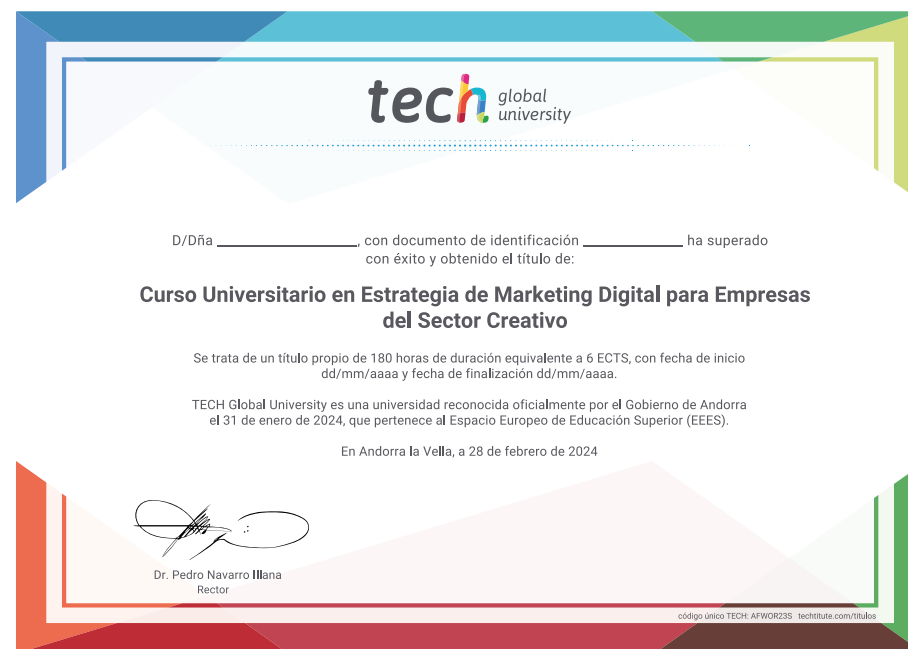 tech global university
D/Dña ________________, con documento de identificación ____________ ha superado
con éxito y obtenido el título de:
Curso Universitario en Estrategia de Marketing Digital para Empresas
del Sector Creativo
Se trata de un título propio de 180 horas de duración equivalente a 6 ECTS, con fecha de inicio
dd/mm/aaaa y fecha de finalización dd/mm/aaaa.
TECH Global University es una universidad reconocida oficialmente por el Gobierno de Andorra
el 31 de enero de 2024, que pertenece al Espacio Europeo de Educación Superior (EEES).
En Andorra la Vella, a 28 de febrero de 2024
Dr. Pedro Navarro Illana
Rector
código único TECH: AFWOR23S techtitute.com/titulos